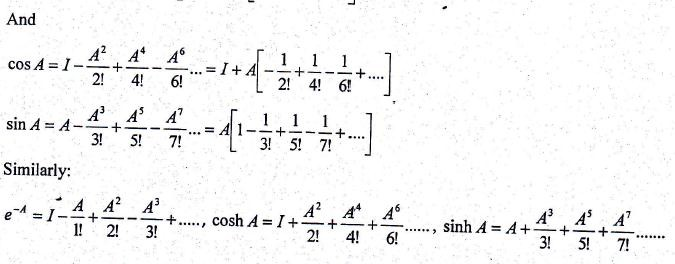 And
cos A = I - A²/2! + A⁴/4! - A⁶/6! ... = I + A[-1/2! + 1/4! - 1/6! + ....]
sin A = A - A³/3! + A⁵/5! - A⁷/7! ... = A[1 - 1/3! + 1/5! - 1/7! + ....]
Similarly:
e⁻ᴬ = I - A/1! + A²/2! - A³/3! + ....., cosh A = I + A²/2! + A⁴/4! + A⁶/6! ......, sinh A = A + A³/3! + A⁵/5! + A⁷/7! .......